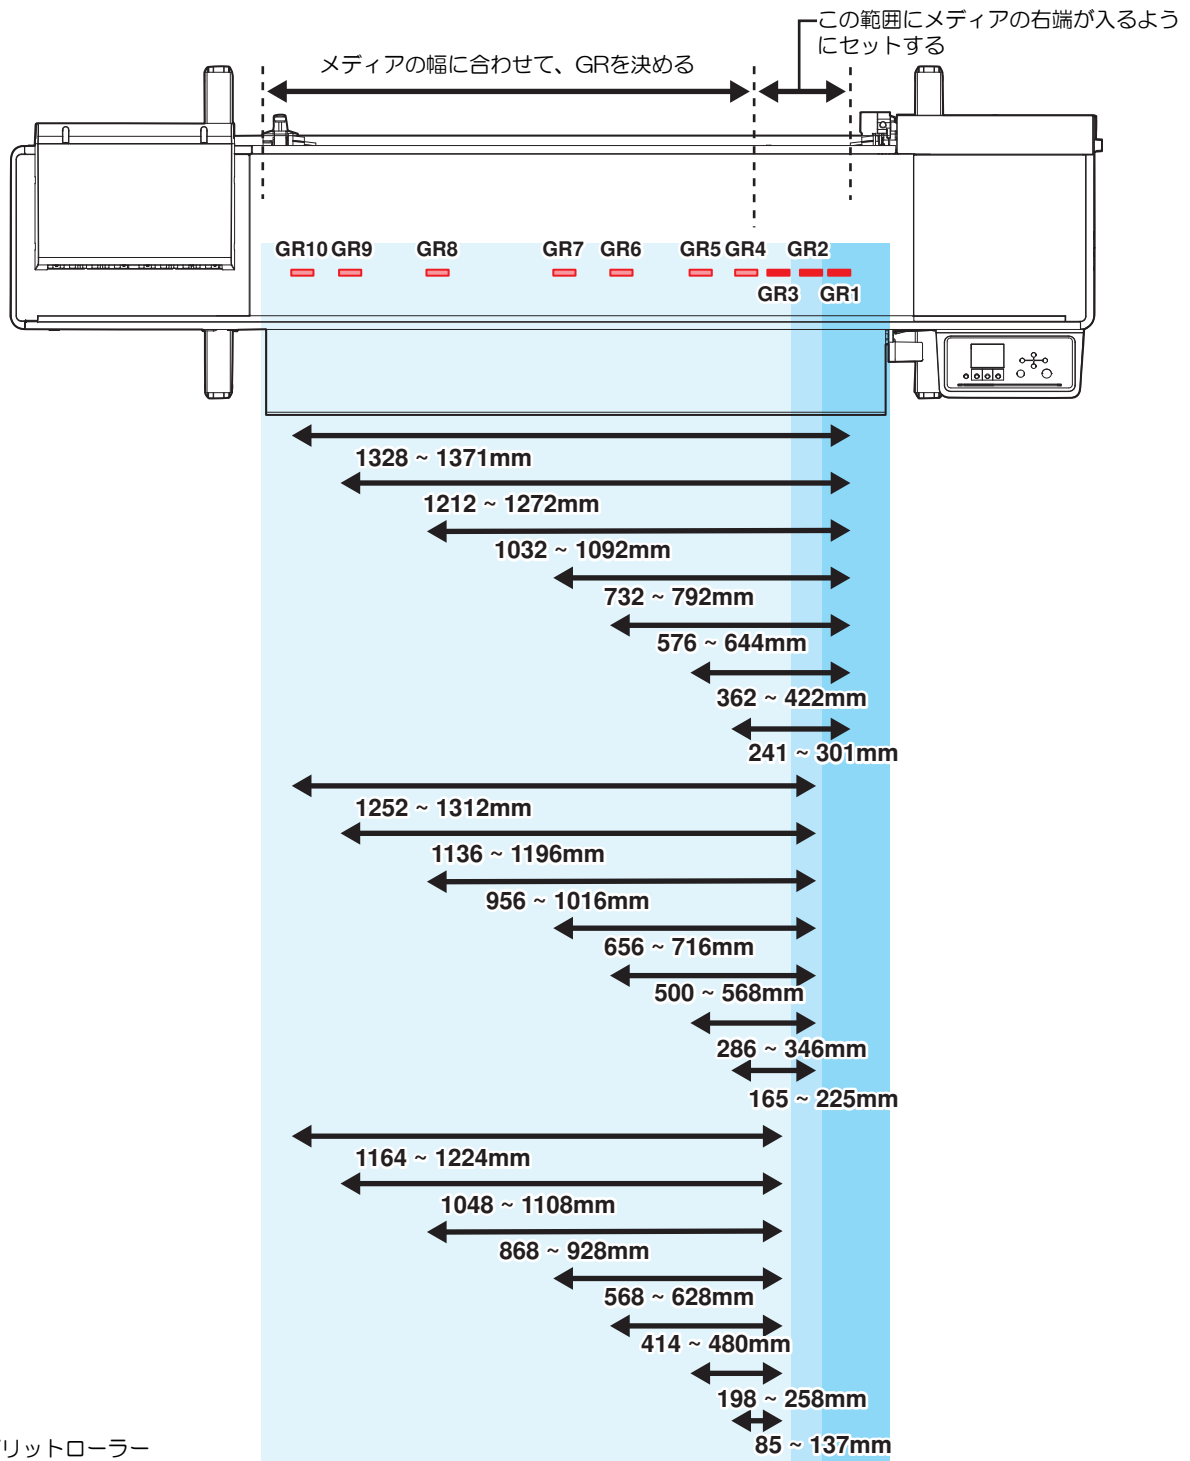 この範囲にメディアの右端が入るよう
にセットする
メディアの幅に合わせて、GRを決める
GR10 GR9 GR8 GR7 GR6 GR5 GR4 GR2
GR3 GR1
1328 ~ 1371mm
1212 ~ 1272mm
1032 ~ 1092mm
732 ~ 792mm
576 ~ 644mm
362 ~ 422mm
241 ~ 301mm
1252 ~ 1312mm
1136 ~ 1196mm
956 ~ 1016mm
656 ~ 716mm
500 ~ 568mm
286 ~ 346mm
165 ~ 225mm
1164 ~ 1224mm
1048 ~ 1108mm
868 ~ 928mm
568 ~ 628mm
414 ~ 480mm
198 ~ 258mm
85 ~ 137mm
リットローラー